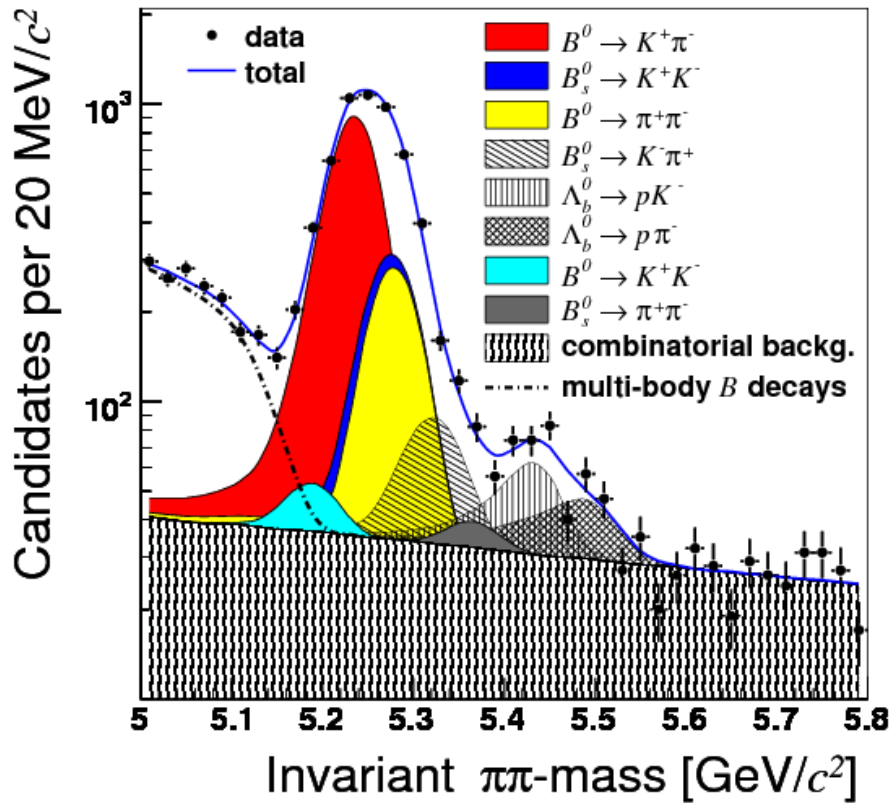 Candidates per 20 MeV/c²
10³
10²
data
total
B⁰ → K⁺π⁻
B⁰ₛ → K⁺K⁻
B⁰ → π⁺π⁻
B⁰ₛ → K⁻π⁺
Λ⁰_b → pK⁻
Λ⁰_b → pπ⁻
B⁰ → K⁺K⁻
B⁰ₛ → π⁺π⁻
combinatorial backg.
multi-body B decays
5 5.1 5.2 5.3 5.4 5.5 5.6 5.7 5.8
Invariant ππ-mass [GeV/c²]